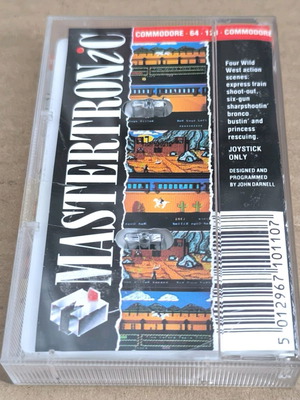 COMMODORE · 64 · 128 · COMMODORE
MASTERTRONiC
Four Wild
West action
scenes:
express train
shoot-out,
six-gun
sharpshootin'
bronco
bustin' and
princess
rescuing.
JOYSTICK
ONLY
DESIGNED AND
PROGRAMMED
BY JOHN DARNELL
5 012967 101107